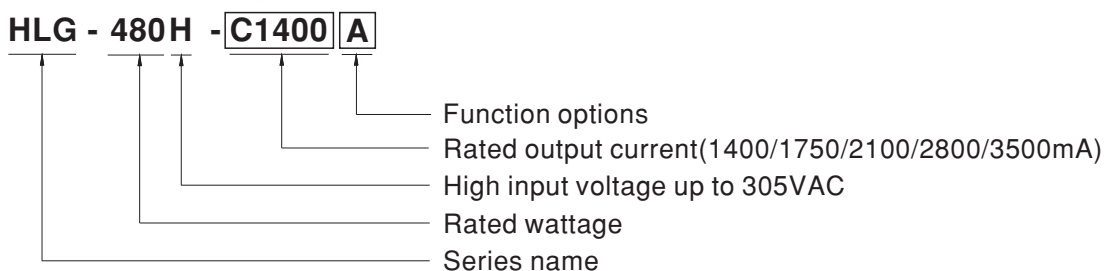 HLG - 480H - C1400 A
Function options
Rated output current(1400/1750/2100/2800/3500mA)
High input voltage up to 305VAC
Rated wattage
Series name